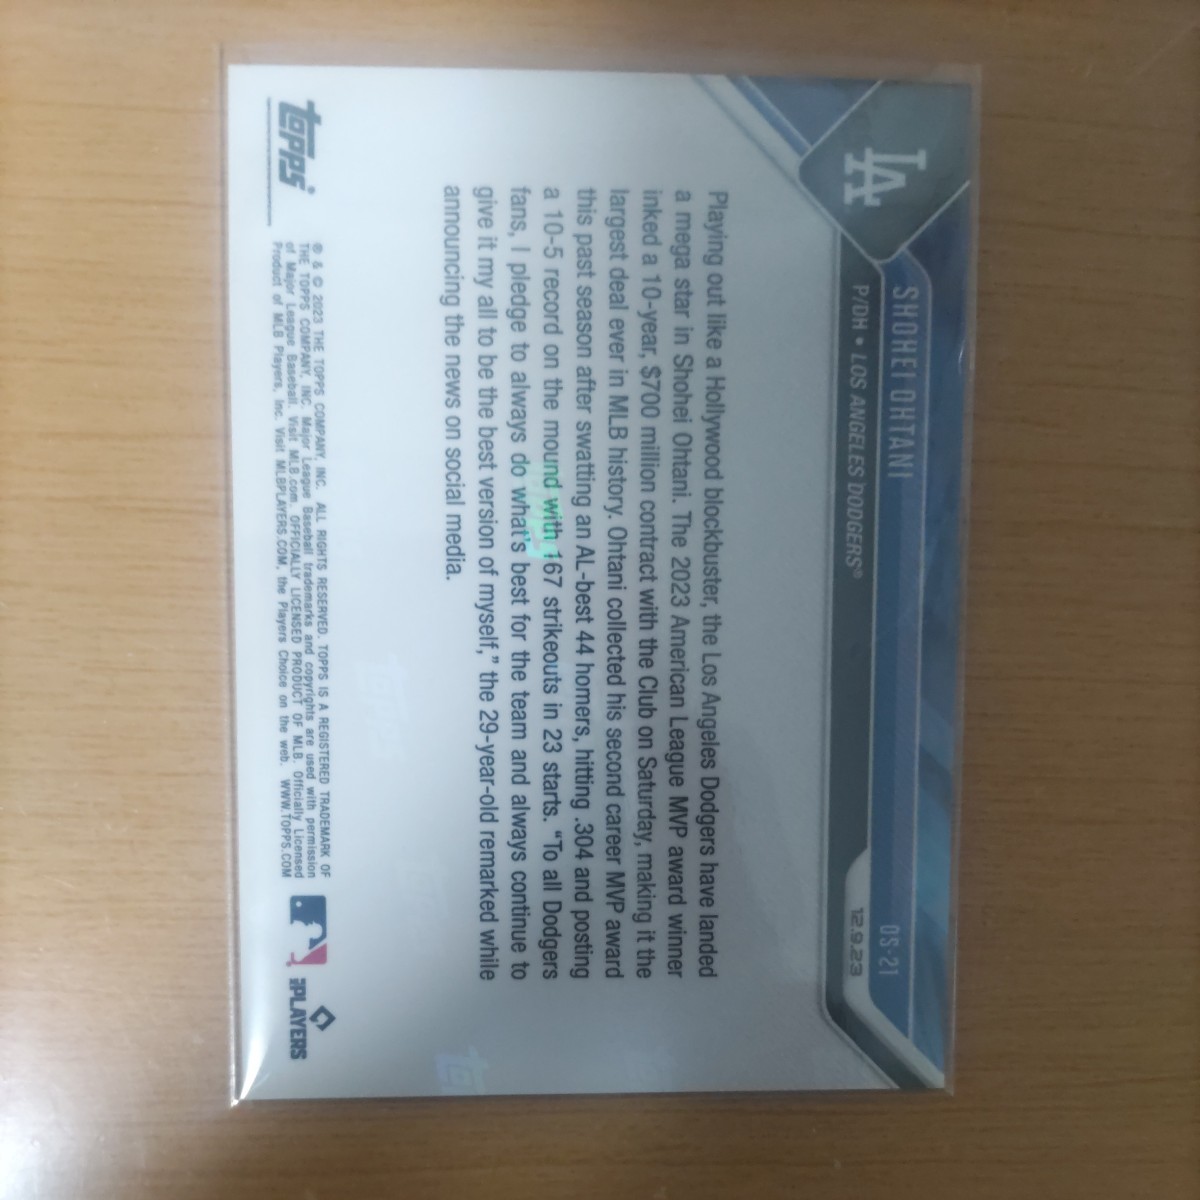 LA
SHOHEI OHTANI
OS-21
P/DH • LOS ANGELES DODGERS®
12.9.23
Playing out like a Hollywood blockbuster, the Los Angeles Dodgers have landed
a mega star in Shohei Ohtani. The 2023 American League MVP award winner
inked a 10-year, $700 million contract with the Club on Saturday, making it the
largest deal ever in MLB history. Ohtani collected his second career MVP award
this past season after swatting an AL-best 44 homers, hitting .304 and posting
a 10-5 record on the mound with 167 strikeouts in 23 starts. “To all Dodgers
fans, I pledge to always do what's best for the team and always continue to
give it my all to be the best version of myself,” the 29-year-old remarked while
announcing the news on social media.
topps
® & © 2023 THE TOPPS COMPANY, INC. ALL RIGHTS RESERVED. TOPPS IS A REGISTERED TRADEMARK OF
THE TOPPS COMPANY, INC. Major League Baseball trademarks and copyrights are used with permission
of Major League Baseball. Visit MLB.com. OFFICIALLY LICENSED PRODUCT OF MLB. Officially Licensed
Product of MLB Players, Inc. Visit MLBPLAYERS.COM, the Players Choice on the web. WWW.TOPPS.COM
PLAYERS